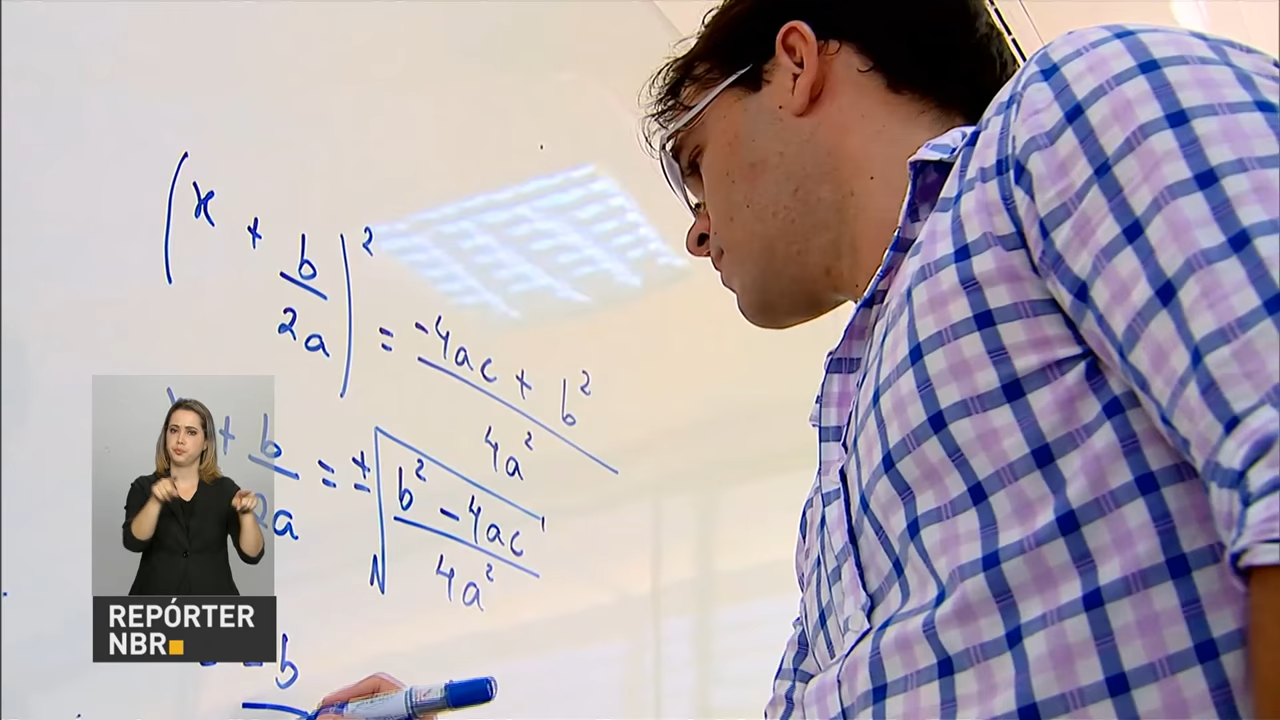 (x + b/2a)² = -4ac + b²/4a²
+ b/2a = ±√b² - 4ac/4a²
- b
REPÓRTER
NBR